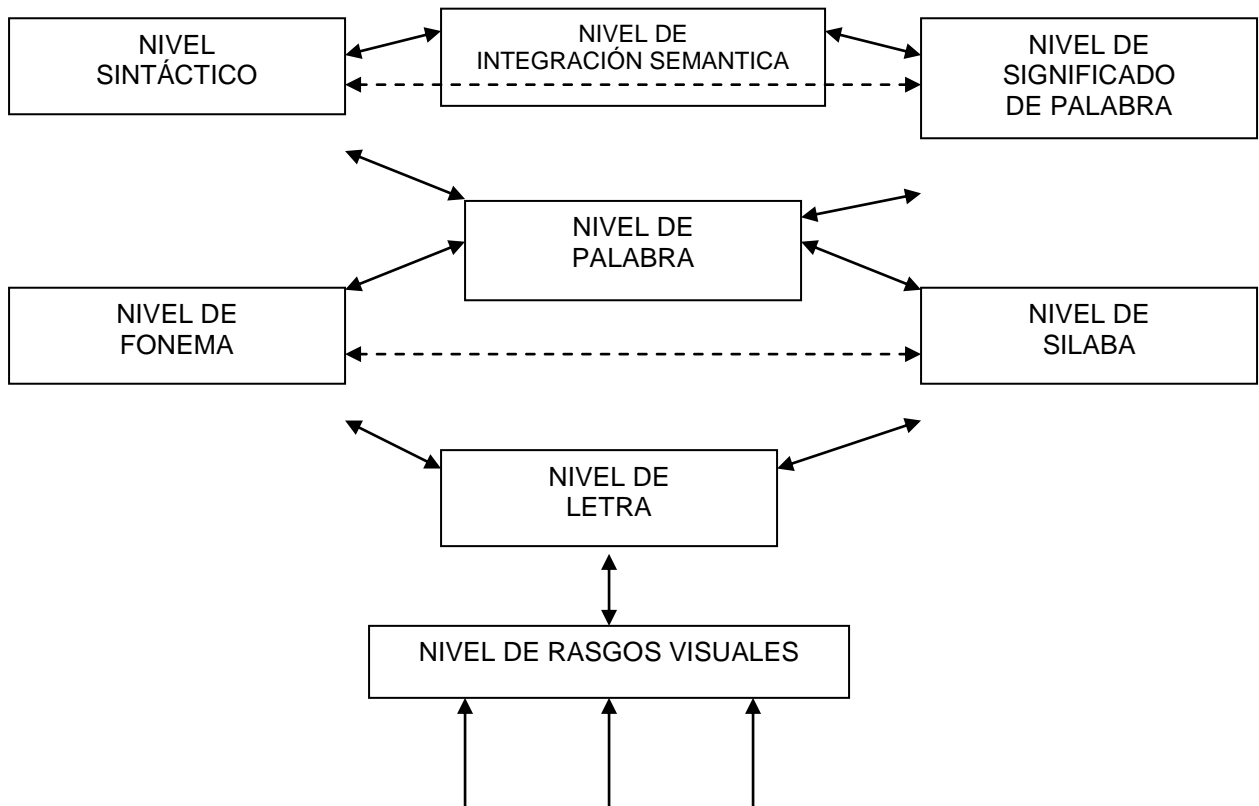 NIVEL
SINTÁCTICO
NIVEL DE
INTEGRACIÓN SEMANTICA
NIVEL DE
SIGNIFICADO
DE PALABRA
NIVEL DE
PALABRA
NIVEL DE
FONEMA
NIVEL DE
SILABA
NIVEL DE
LETRA
NIVEL DE RASGOS VISUALES